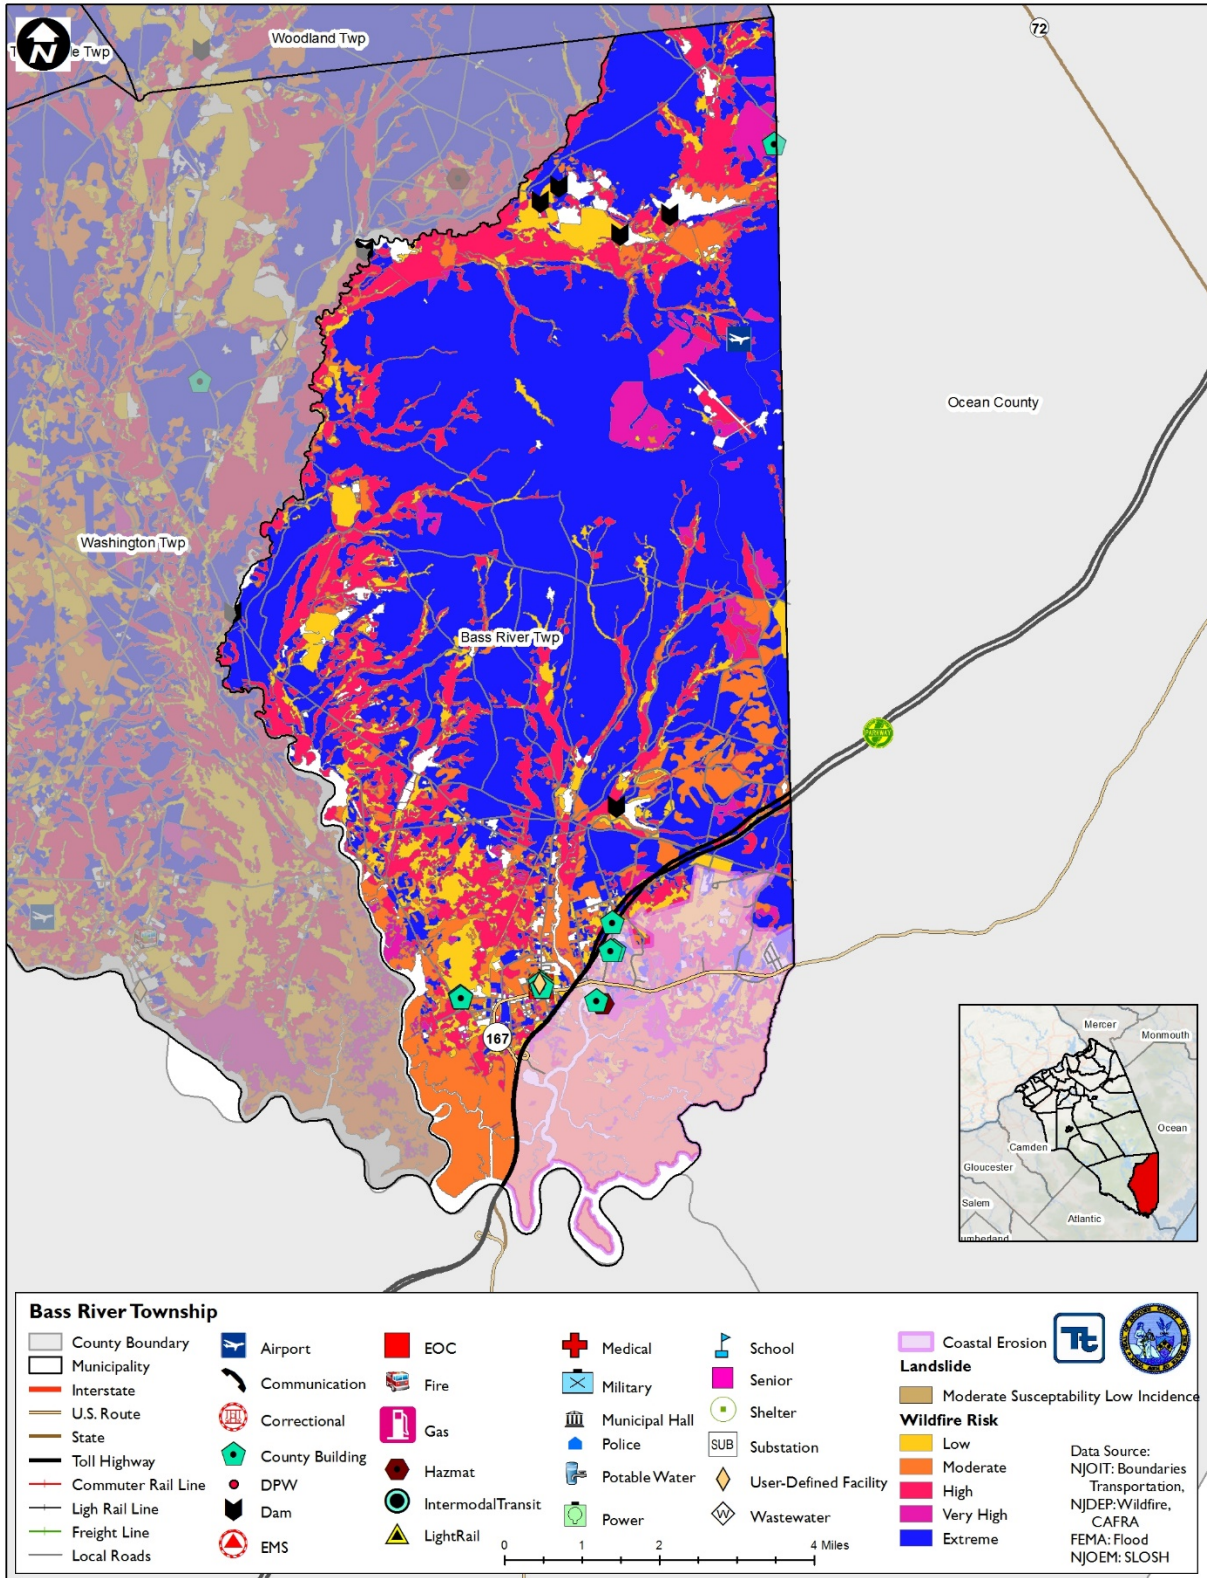 N
T
le Twp
Woodland Twp
72
Ocean County
Washington Twp
Bass River Twp
PARKWAY
167
Mercer
Monmouth
Ocean
Camden
Gloucester
Salem
Atlantic
umberland
Bass River Township
County Boundary
Municipality
Interstate
U.S. Route
State
Toll Highway
Commuter Rail Line
Ligh Rail Line
Freight Line
Local Roads
Airport
Communication
Correctional
County Building
DPW
Dam
EMS
EOC
Fire
Gas
Hazmat
IntermodalTransit
LightRail
Medical
Military
Municipal Hall
Police
Potable Water
Power
School
Senior
Shelter
SUB Substation
User-Defined Facility
W Wastewater
0 2 4 Miles
Coastal Erosion
Tt
Landslide
Moderate Susceptability Low Incidence
Wildfire Risk
Low
Moderate
High
Very High
Extreme
Data Source:
NJOIT: Boundaries
Transportation,
NJDEP: Wildfire,
CAFRA
FEMA: Flood
NJOEM: SLOSH